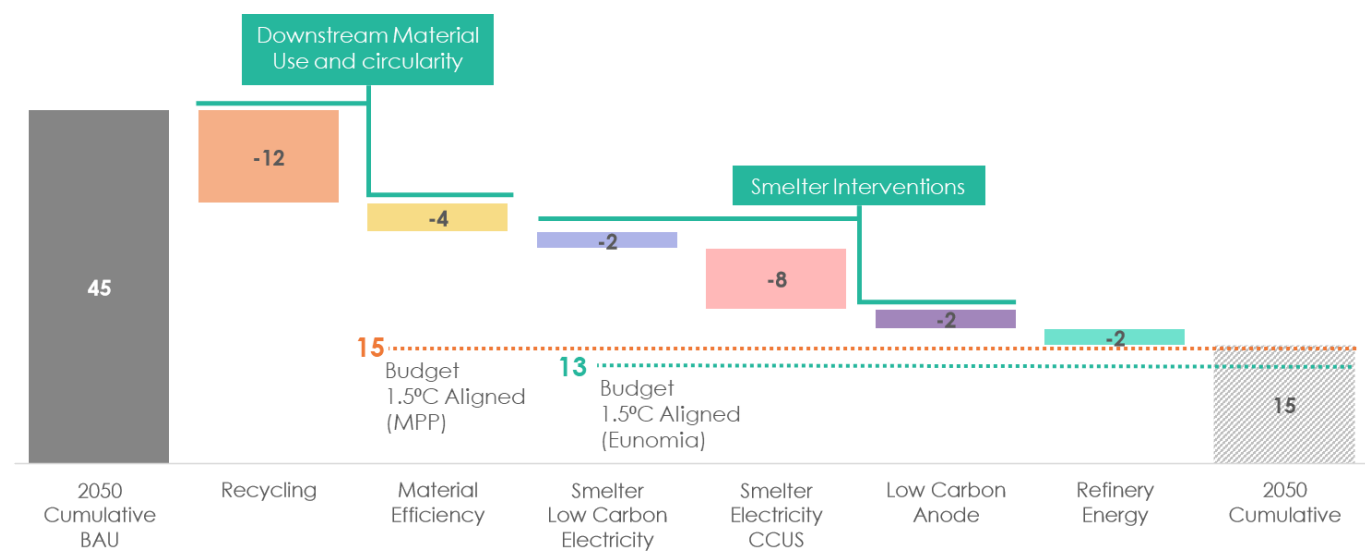 Downstream Material
Use and circularity
45
-12
-4
-2
-8
-2
-2
15
Smelter Interventions
15
Budget
1.5ºC Aligned
(MPP)
13
Budget
1.5ºC Aligned
(Eunomia)
2050
Cumulative
BAU
Recycling
Material
Efficiency
Smelter
Low Carbon
Electricity
Smelter
Electricity
CCUS
Low Carbon
Anode
Refinery
Energy
2050
Cumulative